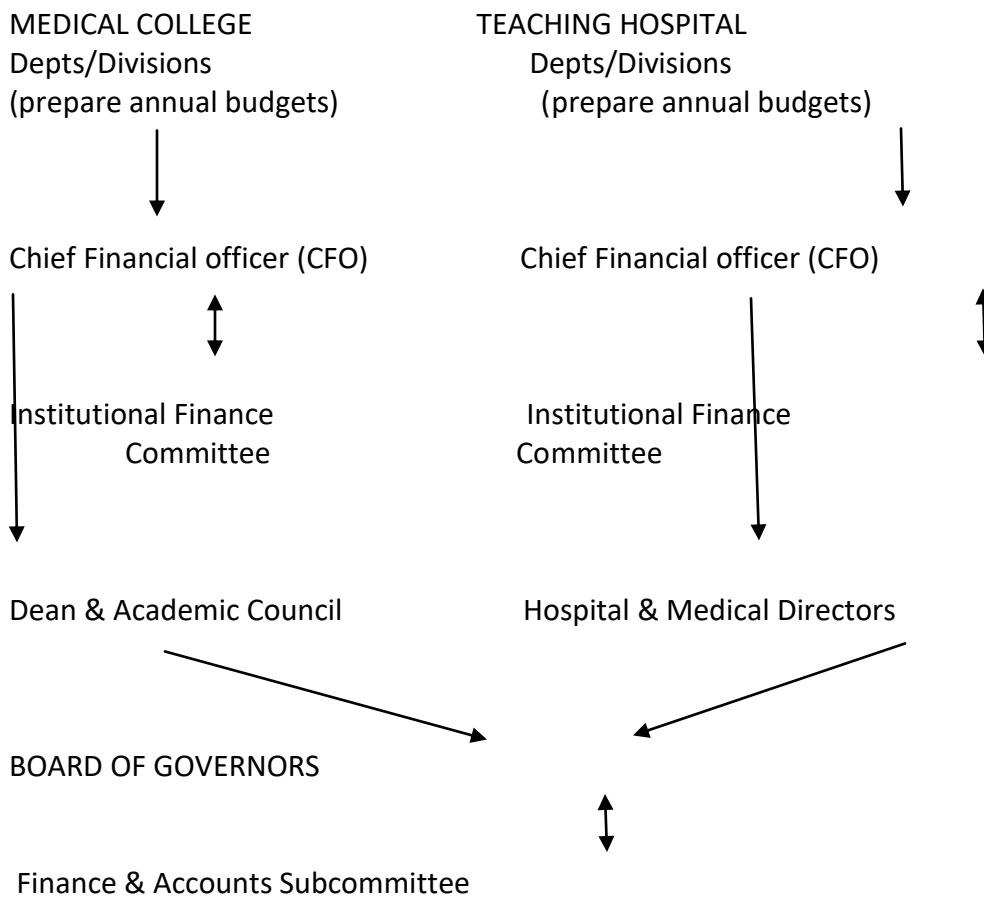 MEDICAL COLLEGE TEACHING HOSPITAL
Depts/Divisions Depts/Divisions
(prepare annual budgets) (prepare annual budgets)
Chief Financial officer (CFO) Chief Financial officer (CFO)
Institutional Finance Institutional Finance
Committee Committee
Dean & Academic Council Hospital & Medical Directors
BOARD OF GOVERNORS
Finance & Accounts Subcommittee